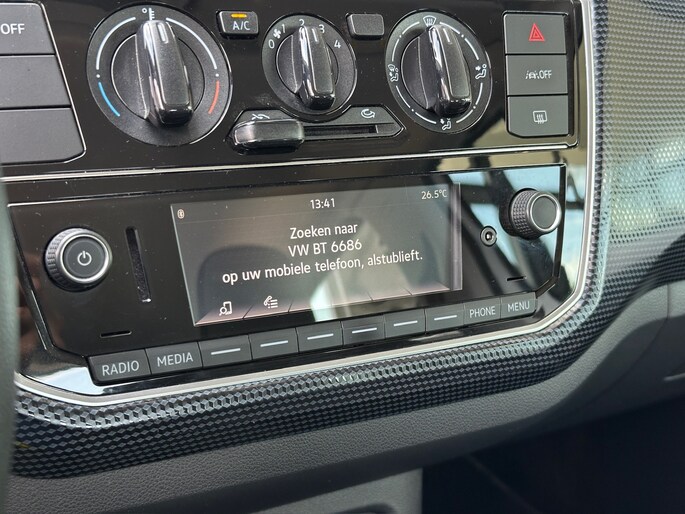 OFF
A/C
0 1 2 3 4
OFF
13:41
26.5°C
Zoeken naar
VW BT 6686
op uw mobiele telefoon, alstublieft.
RADIO
MEDIA
PHONE
MENU